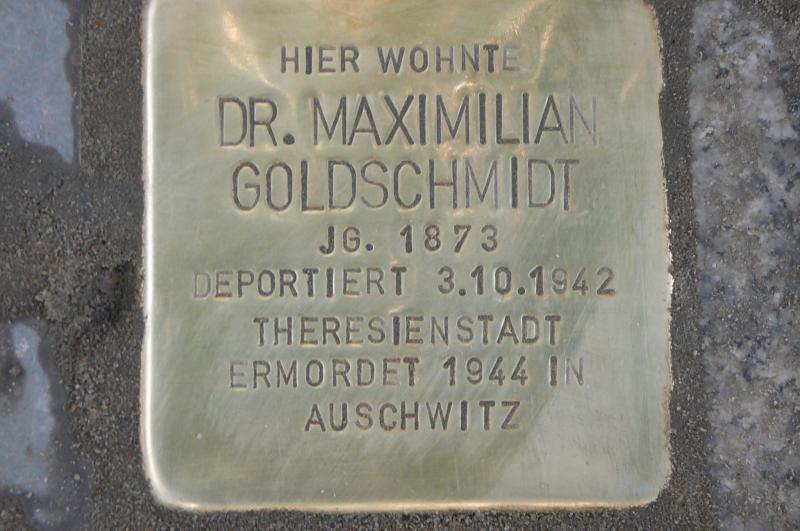 HIER WOHNTE
DR. MAXIMILIAN
GOLDSCHMIDT
JG. 1873
DEPORTIERT 3.10.1942
THERESIENSTADT
ERMORDET 1944 IN
AUSCHWITZ